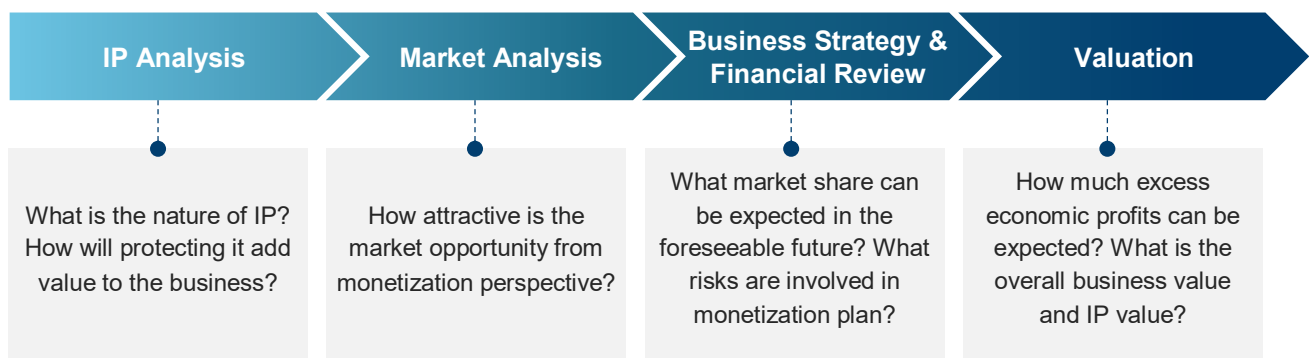 IP Analysis
Market Analysis
Business Strategy &
Financial Review
Valuation
What is the nature of IP?
How will protecting it add
value to the business?
How attractive is the
market opportunity from
monetization perspective?
What market share can
be expected in the
foreseeable future? What
risks are involved in
monetization plan?
How much excess
economic profits can be
expected? What is the
overall business value
and IP value?